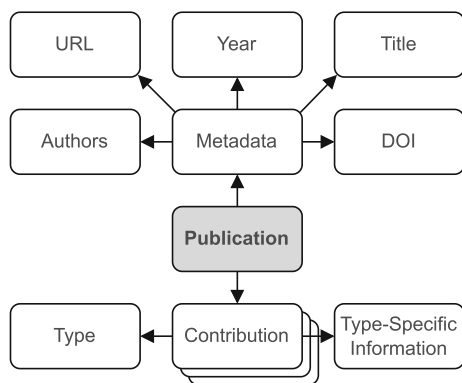 URL
Year
Title
Authors
Metadata
DOI
Publication
Type
Contribution
Type-Specific
Information